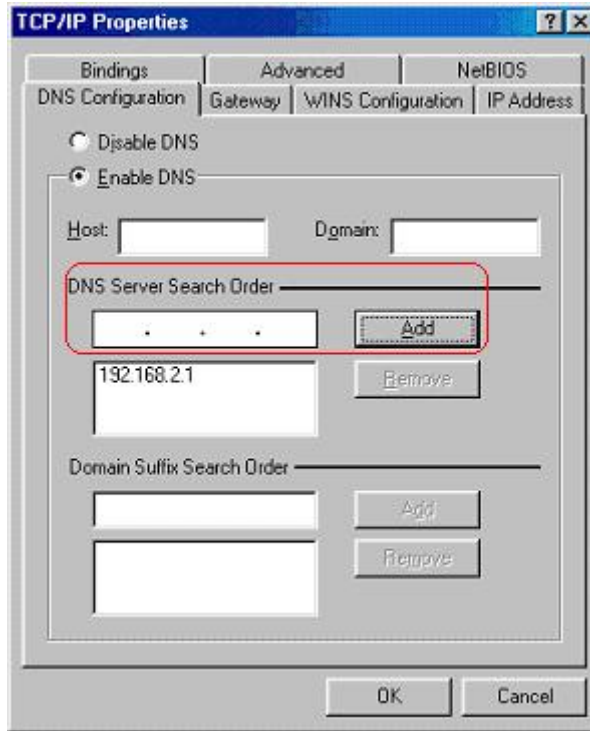 TCP/IP Properties
Bindings Advanced NetBIOS
DNS Configuration Gateway WINS Configuration IP Address
Disable DNS
Enable DNS
Host: Domain:
DNS Server Search Order
. . . Add
192.168.2.1 Remove
Domain Suffix Search Order
Add
Remove
OK Cancel